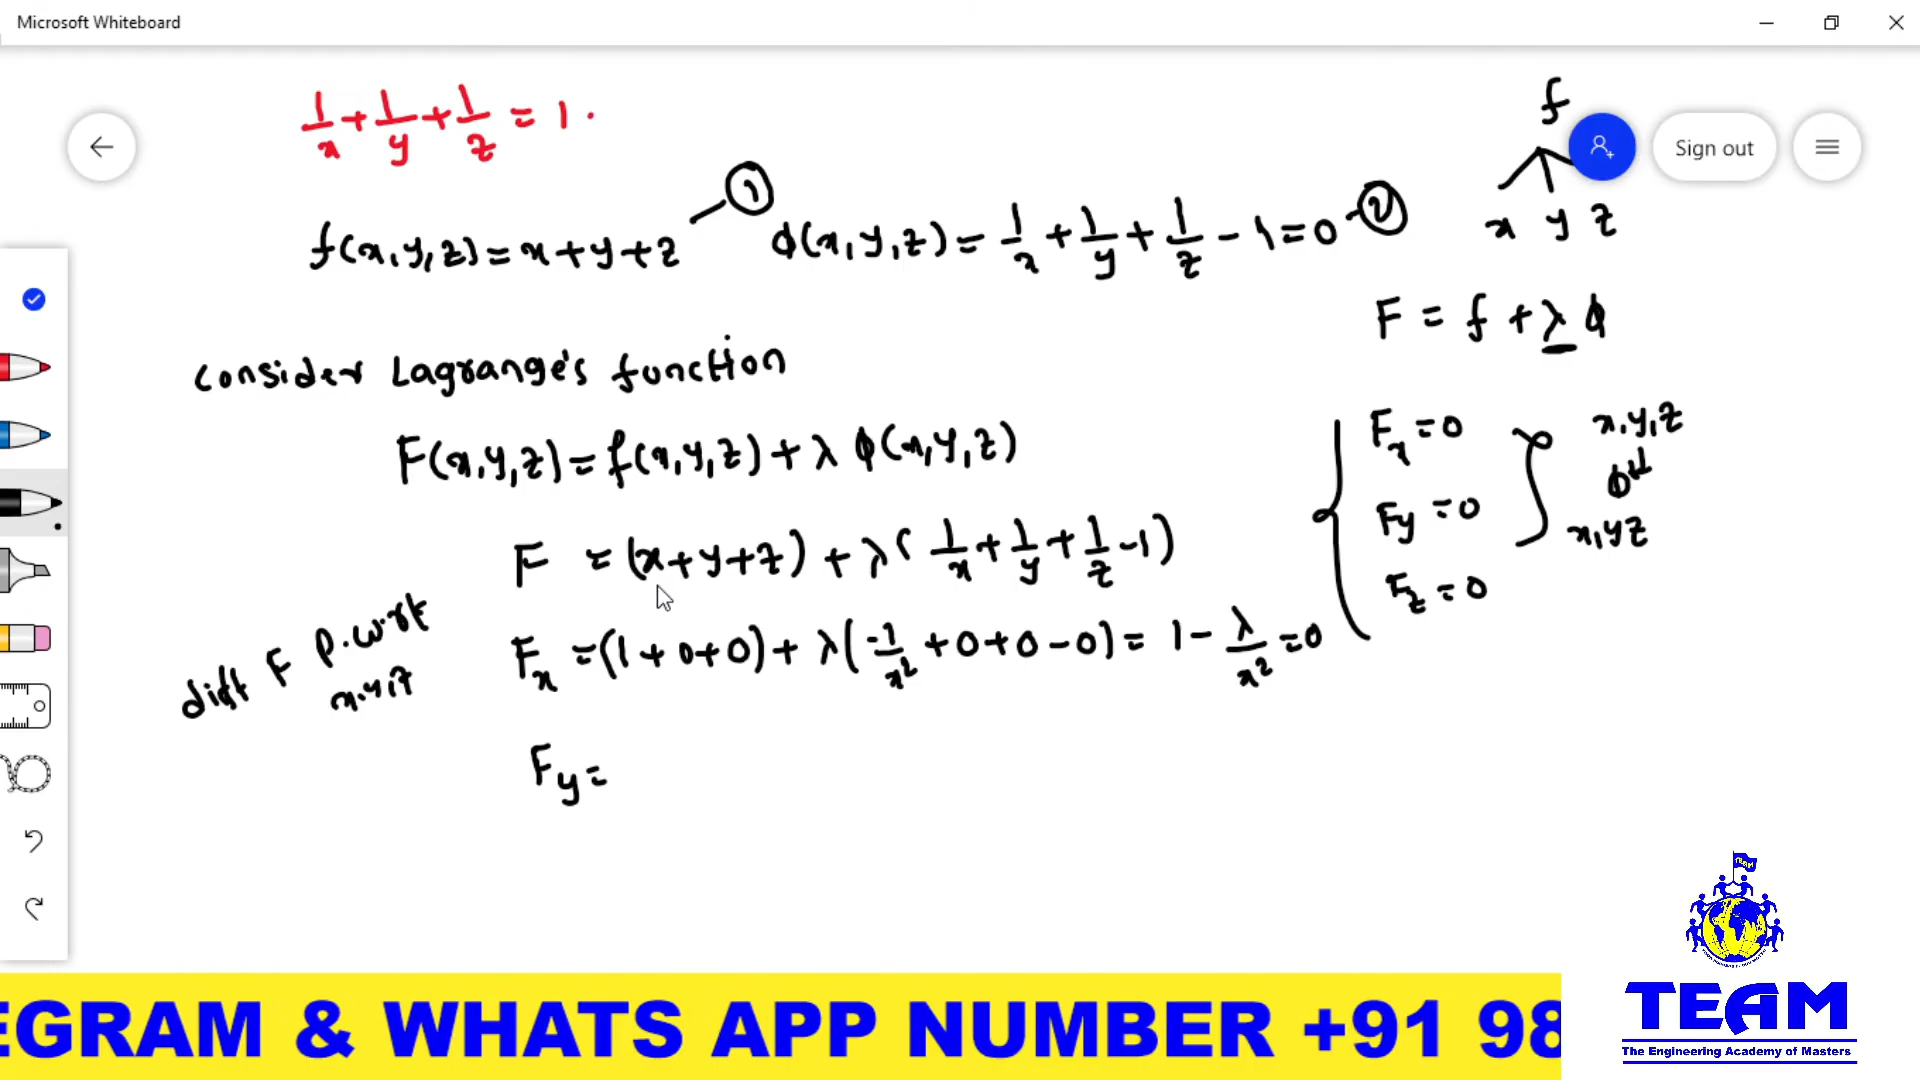 Microsoft Whiteboard
1/x + 1/y + 1/z = 1.
f
Sign out
x y z
f(x,y,z) = x+y+z — ①
ϕ(x,y,z) = 1/x + 1/y + 1/z - 1 = 0 - ②
F = f + λ ϕ
consider Lagrange's function
F(x,y,z) = f(x,y,z) + λ ϕ(x,y,z)
Fx = 0
x,y,z
Fy = 0
x,yz
Fz = 0
F = (x+y+z) + λ( 1/x + 1/y + 1/z - 1)
diff F P.w.rt
x,y,z
Fx = (1+0+0) + λ(-1/x² + 0+0-0) = 1 - λ/x² = 0
Fy =
EGRAM & WHATS APP NUMBER +91 98
TEAM
The Engineering Academy of Masters